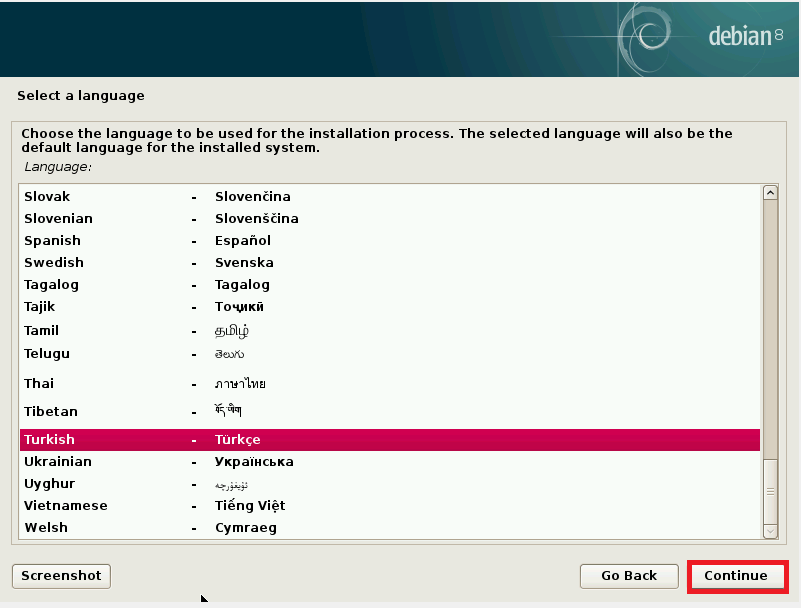 debian 8
Select a language
Choose the language to be used for the installation process. The selected language will also be the
default language for the installed system.
Language:
Slovak - Slovenčina
Slovenian - Slovenščina
Spanish - Español
Swedish - Svenska
Tagalog - Tagalog
Tajik - Тоҷикӣ
Tamil - தமிழ்
Telugu - తెలుగు
Thai - ภาษาไทย
Tibetan - བོད་ཡིག
Turkish - Türkçe
Ukrainian - Українська
Uyghur - ئۇيغۇرچە
Vietnamese - Tiếng Việt
Welsh - Cymraeg
Screenshot Go Back Continue